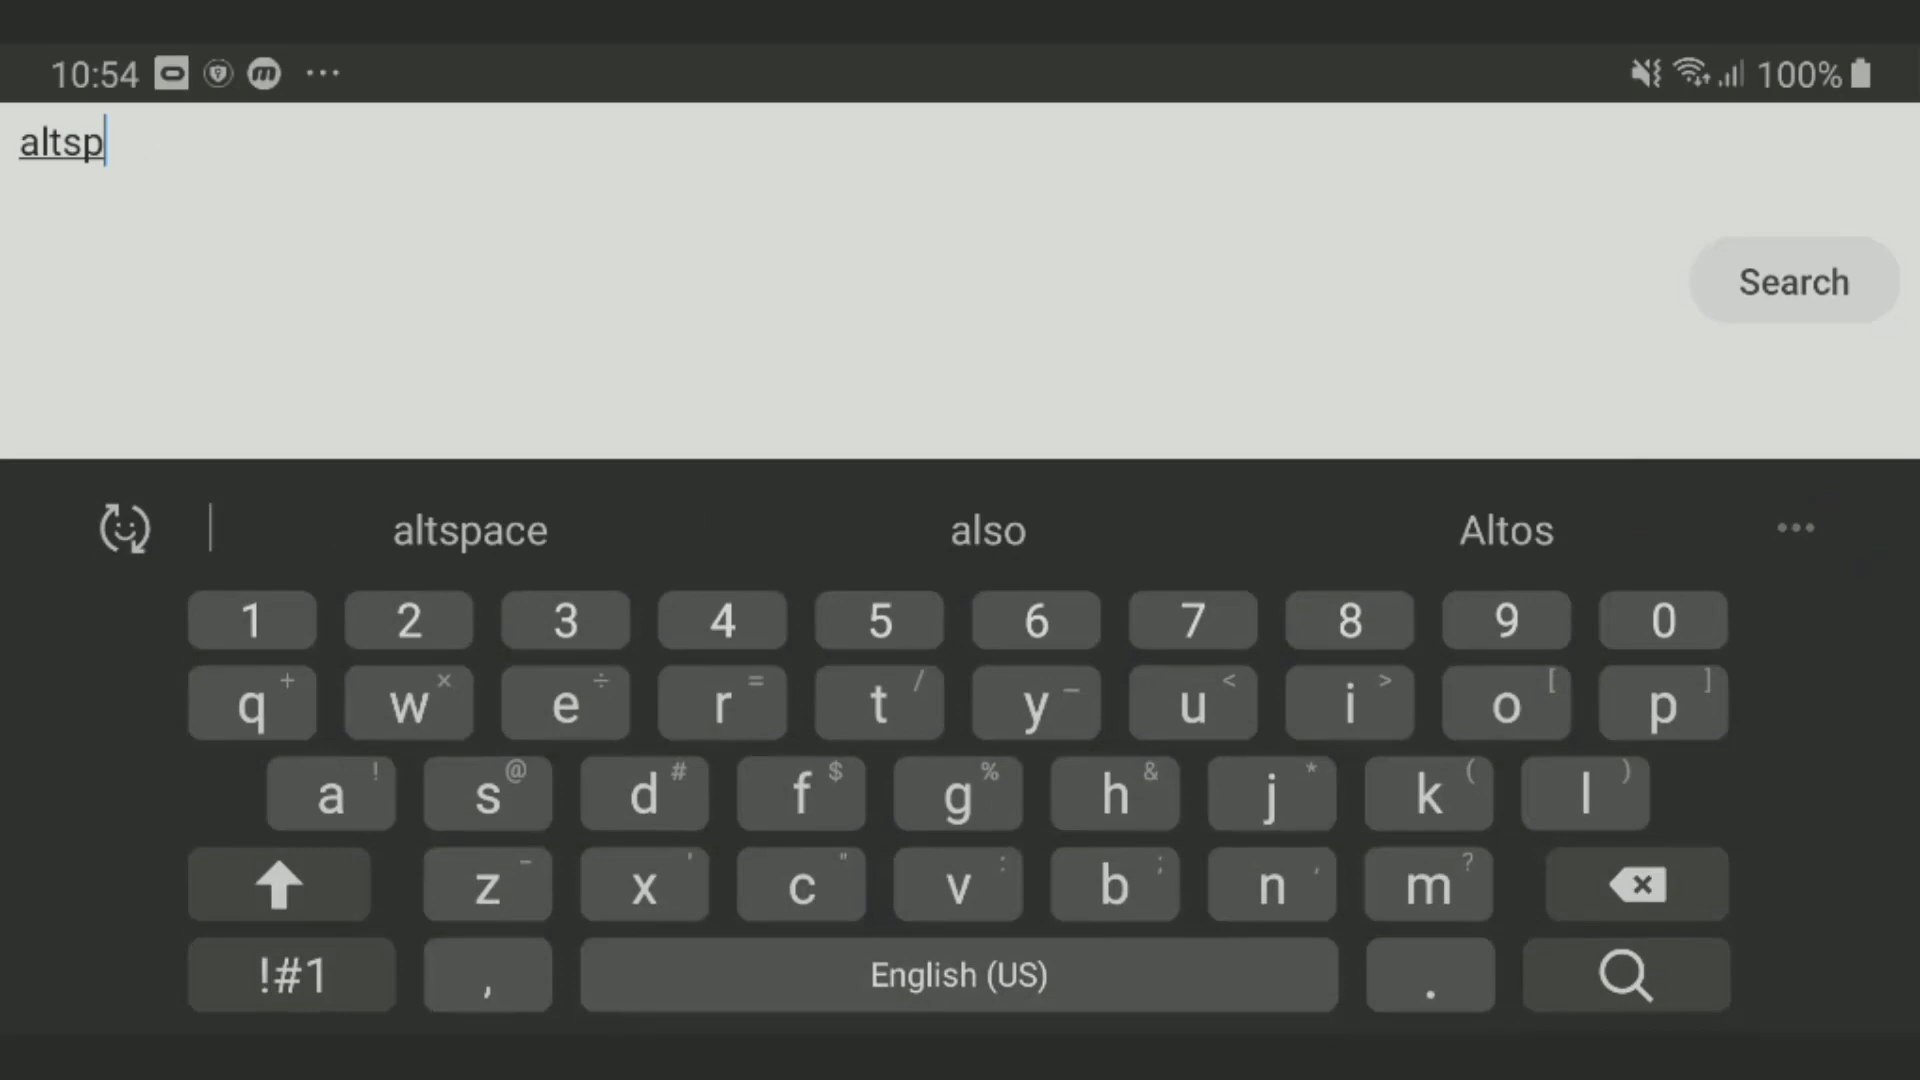 10:54 100%
altsp
Search
altspace also Altos
1 2 3 4 5 6 7 8 9 0
q + w × e ÷ r = t / y _ u < i > o [ p ]
a ! s @ d # f $ g % h & j * k ( l )
z - x ' c " v : b ; n , m ?
!#1 , English (US) .